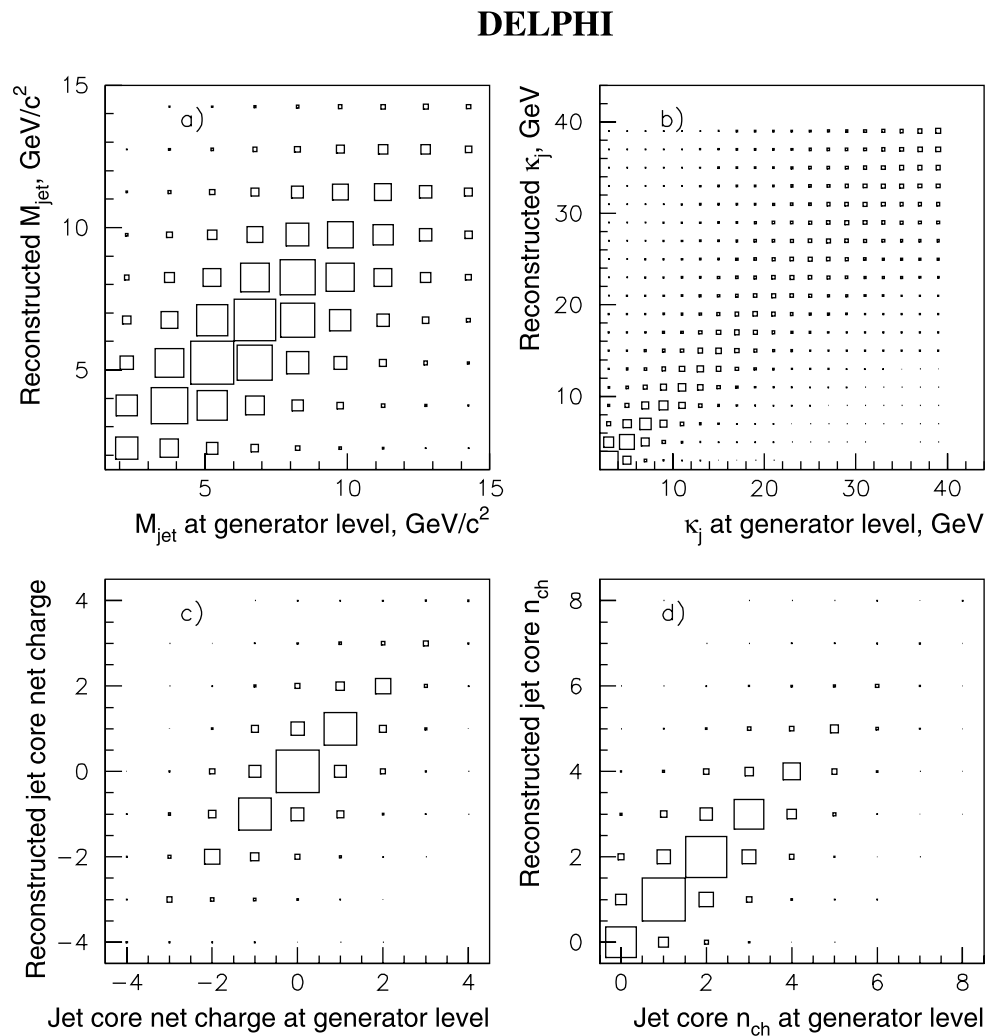 DELPHI
Reconstructed M_jet, GeV/c²
15
10
5
a)
5
10
15
M_jet at generator level, GeV/c²
Reconstructed κ_j, GeV
40
30
20
10
b)
10
20
30
40
κ_j at generator level, GeV
Reconstructed jet core net charge
4
2
0
−2
−4
c)
−4
−2
0
2
4
Jet core net charge at generator level
Reconstructed jet core n_ch
8
6
4
2
0
d)
0
2
4
6
8
Jet core n_ch at generator level